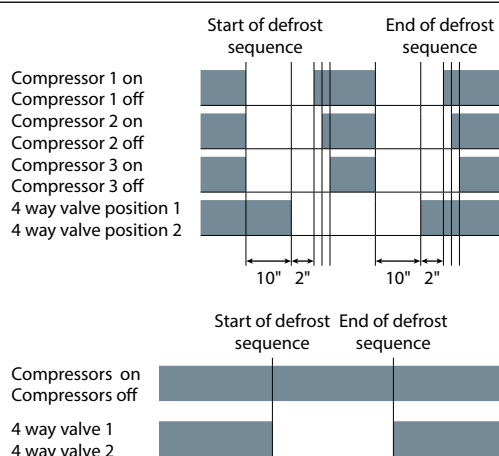 Start of defrost End of defrost
sequence sequence
Compressor 1 on
Compressor 1 off
Compressor 2 on
Compressor 2 off
Compressor 3 on
Compressor 3 off
4 way valve position 1
4 way valve position 2
10" 2" 10" 2"
Start of defrost End of defrost
sequence sequence
Compressors on
Compressors off
4 way valve 1
4 way valve 2